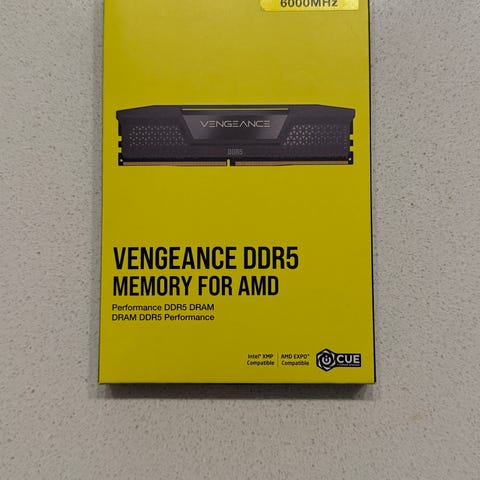 6000MHz
VENGEANCE
DDR5
VENGEANCE DDR5
MEMORY FOR AMD
Performance DDR5 DRAM
DRAM DDR5 Performance
Intel® XMP
Compatible
AMD EXPO™
Compatible
CUE